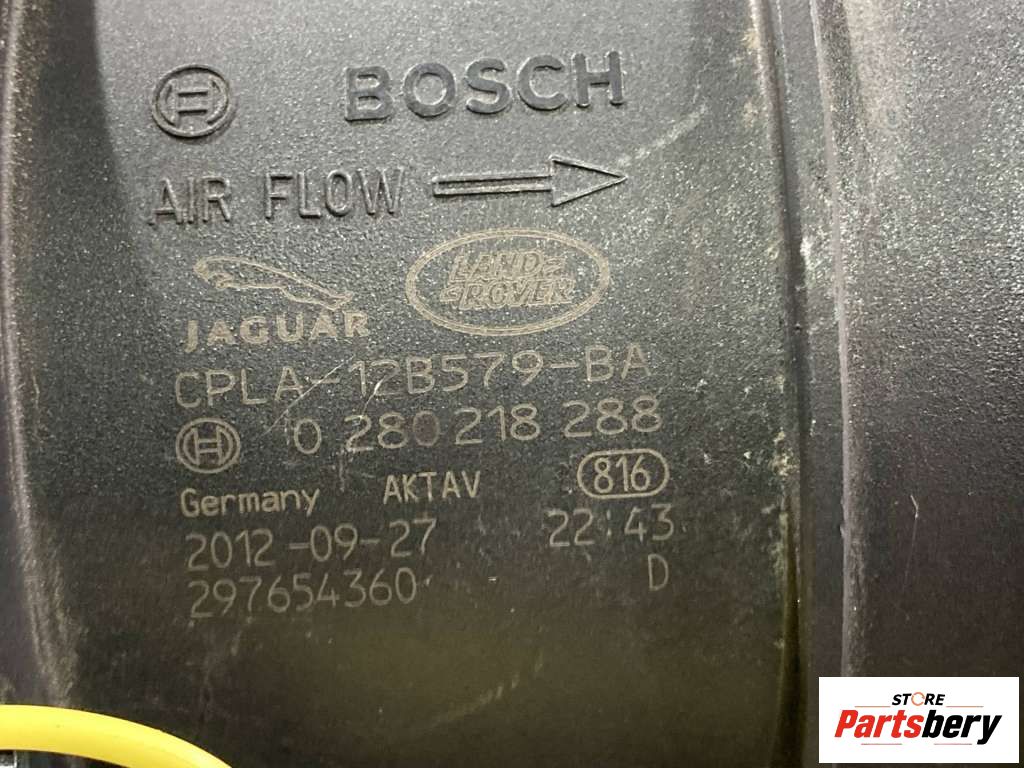 BOSCH
AIR FLOW
JAGUAR
LAND
ROVER
CPLA-12B579-BA
0 280 218 288
Germany AKTAV 816
2012-09-27 22:43
297654360 D
STORE
Partsbery